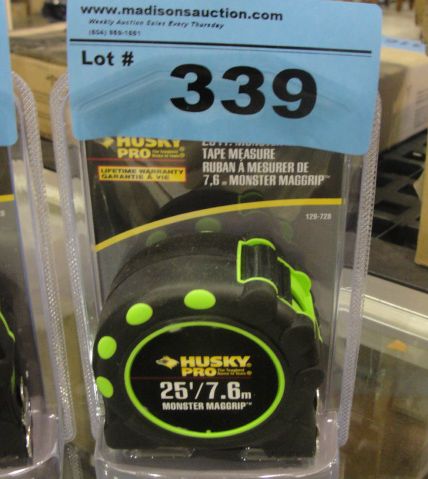 www.madisonsauction.com
Weekly Auction Sales Every Thursday
Lot #
339
HUSKY
PRO
TAPE MEASURE
RUBAN À MESURER DE
7,6 m MONSTER MAGGRIP™
LIFETIME WARRANTY
GARANTIE À VIE
129-728
HUSKY
PRO
25'/7.6m
MONSTER MAGGRIP™